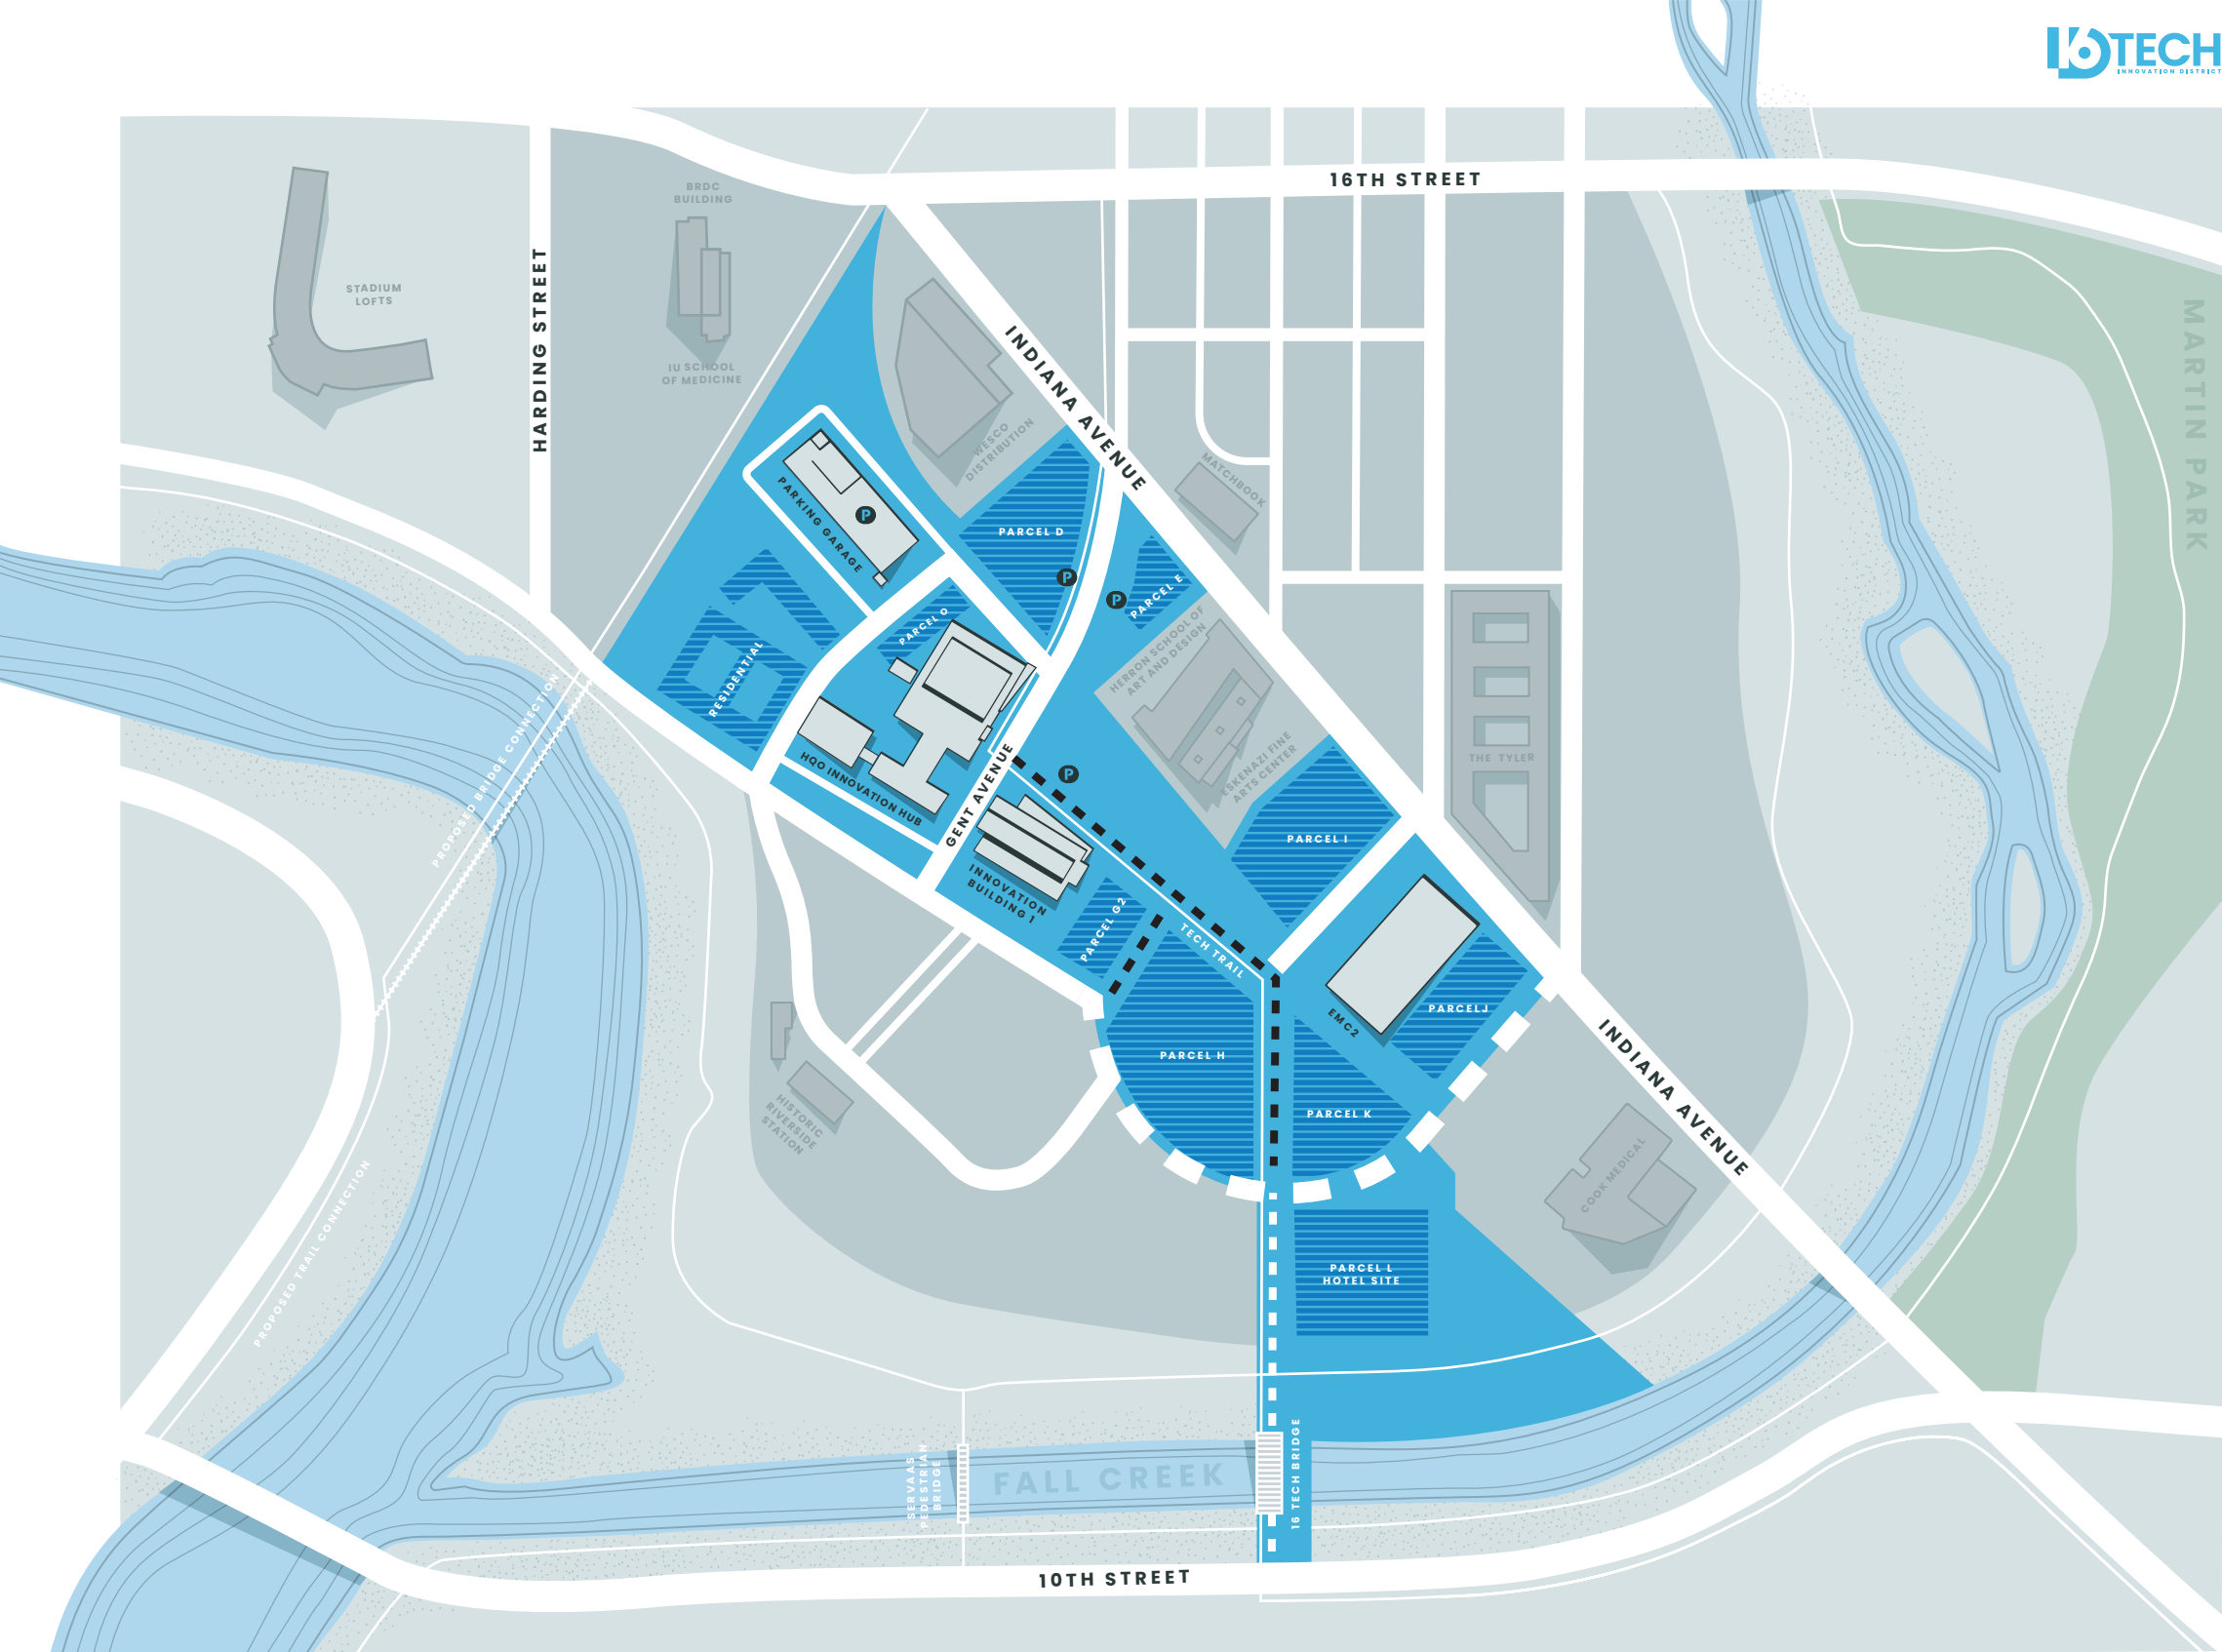 16 TECH
INNOVATION DISTRICT
16TH STREET
BRDC
BUILDING
STADIUM
LOFTS
HARDING STREET
IU SCHOOL
OF MEDICINE
INDIANA AVENUE
MARTIN PARK
WESCO
DISTRIBUTION
MATCHBOOK
PARKING GARAGE
P
PARCEL D
P
P
PARCEL E
PARCEL O
HERRON SCHOOL OF
ART AND DESIGN
RESIDENTIAL
PROPOSED BRIDGE CONNECTION
HQO INNOVATION HUB
GENT AVENUE
P
ESKENAZI FINE
ARTS CENTER
THE TYLER
PARCEL I
INNOVATION
BUILDING 1
PARCEL G2
TECH TRAIL
EMC2
PARCEL J
PARCEL H
PARCEL K
INDIANA AVENUE
HISTORIC
RIVERSIDE
STATION
COOK MEDICAL
PROPOSED TRAIL CONNECTION
PARCEL L
HOTEL SITE
SERVAAS
PEDESTRIAN
BRIDGE
FALL CREEK
16 TECH BRIDGE
10TH STREET